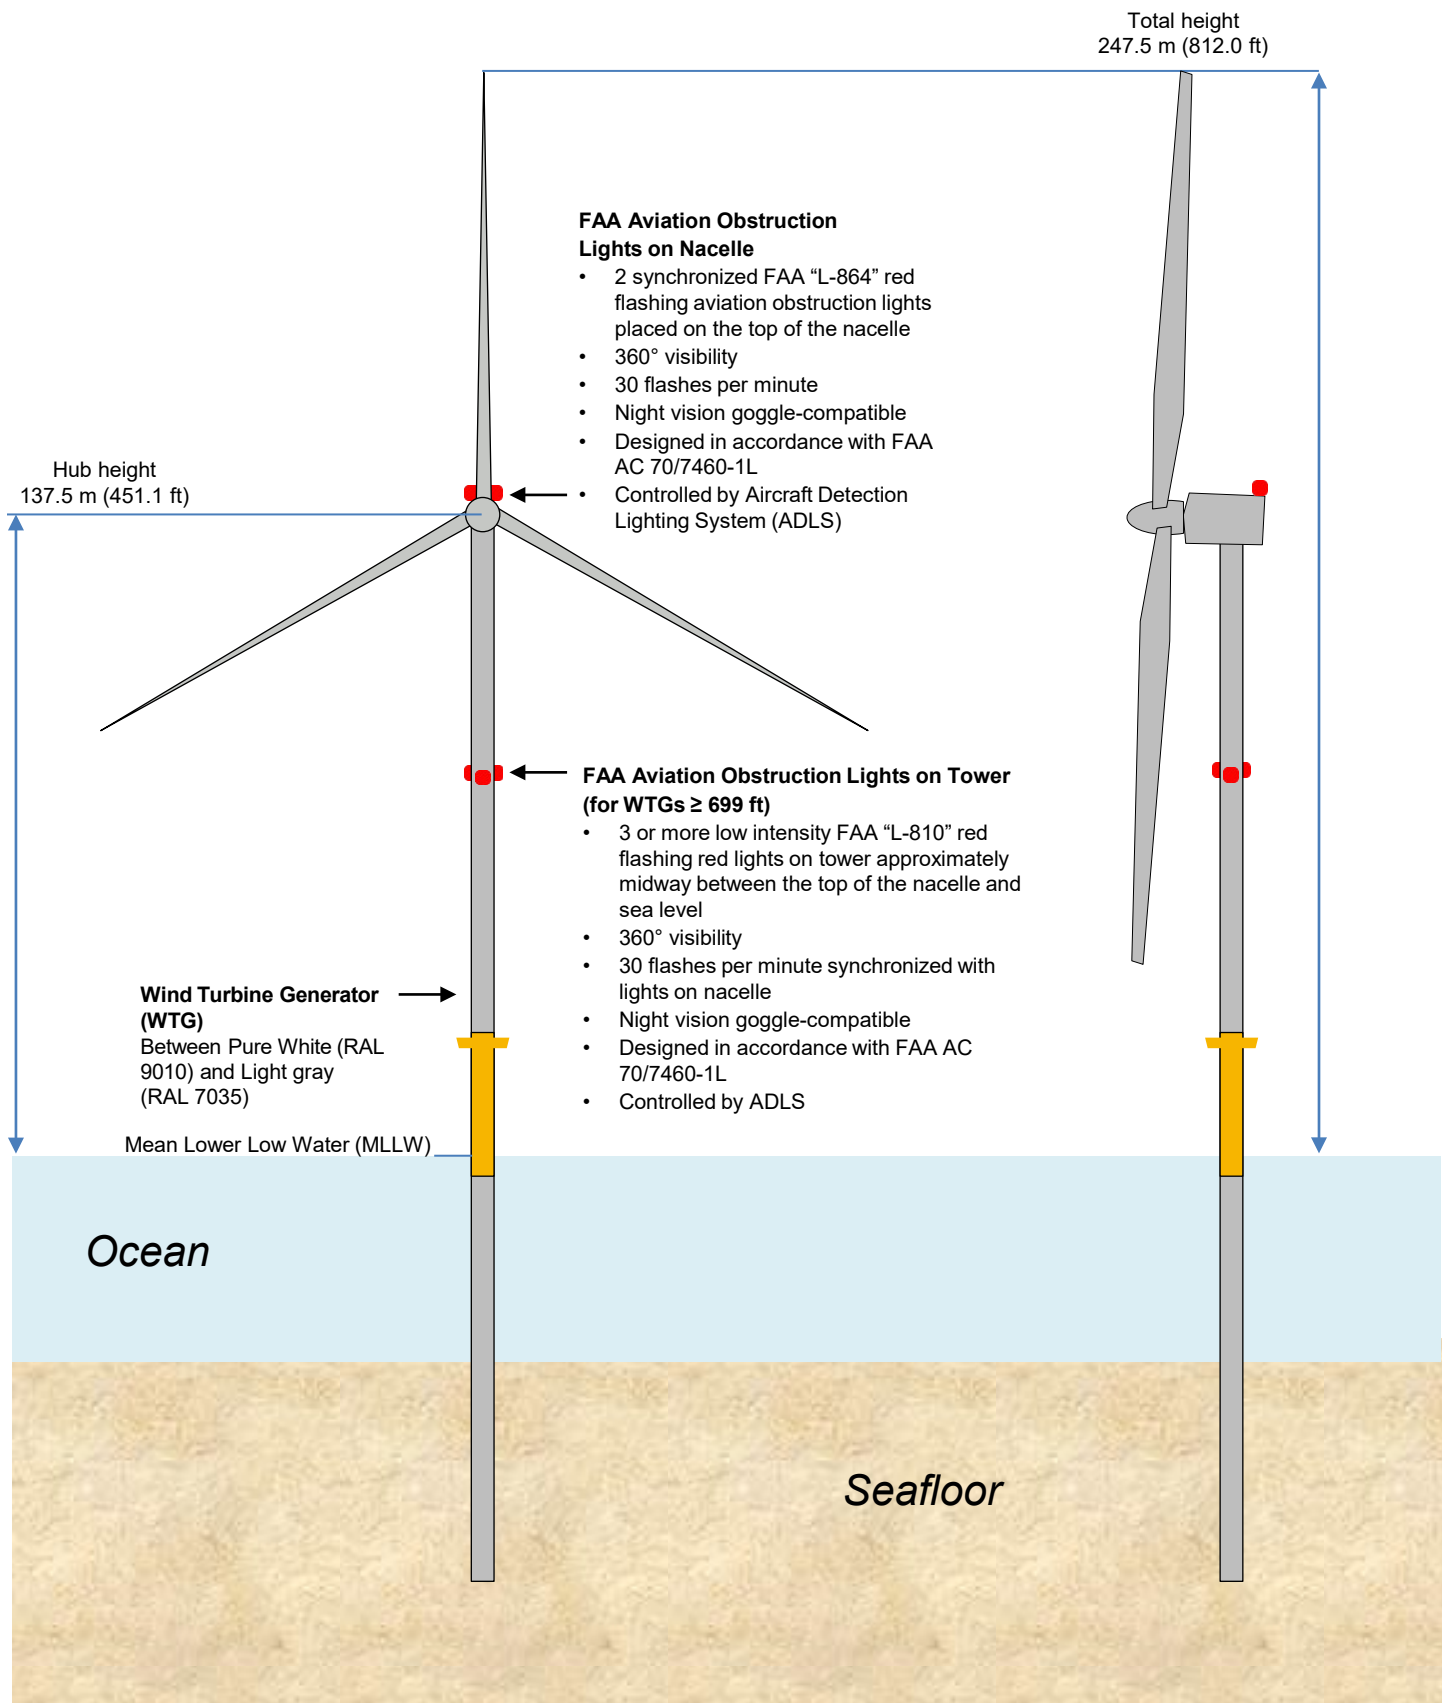 Total height
247.5 m (812.0 ft)
FAA Aviation Obstruction
Lights on Nacelle
• 2 synchronized FAA “L-864” red
flashing aviation obstruction lights
placed on the top of the nacelle
• 360° visibility
• 30 flashes per minute
• Night vision goggle-compatible
• Designed in accordance with FAA
AC 70/7460-1L
• Controlled by Aircraft Detection
Lighting System (ADLS)
Hub height
137.5 m (451.1 ft)
FAA Aviation Obstruction Lights on Tower
(for WTGs ≥ 699 ft)
• 3 or more low intensity FAA “L-810” red
flashing red lights on tower approximately
midway between the top of the nacelle and
sea level
• 360° visibility
• 30 flashes per minute synchronized with
lights on nacelle
• Night vision goggle-compatible
• Designed in accordance with FAA AC
70/7460-1L
• Controlled by ADLS
Wind Turbine Generator
(WTG)
Between Pure White (RAL
9010) and Light gray
(RAL 7035)
Mean Lower Low Water (MLLW)
Ocean
Seafloor